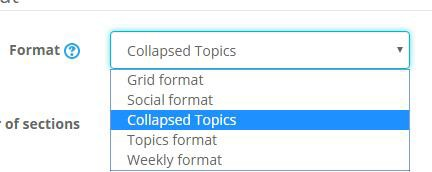 Format ?
Collapsed Topics
Grid format
Social format
Collapsed Topics
of sections
Topics format
Weekly format